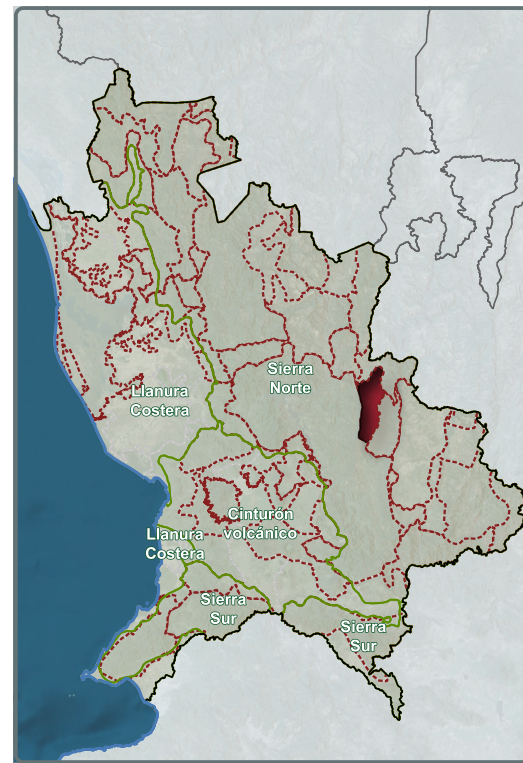 Sierra
Norte
Llanura
Costera
Cinturón
volcánico
Llanura
Costera
Sierra
Sur
Sierra
Sur